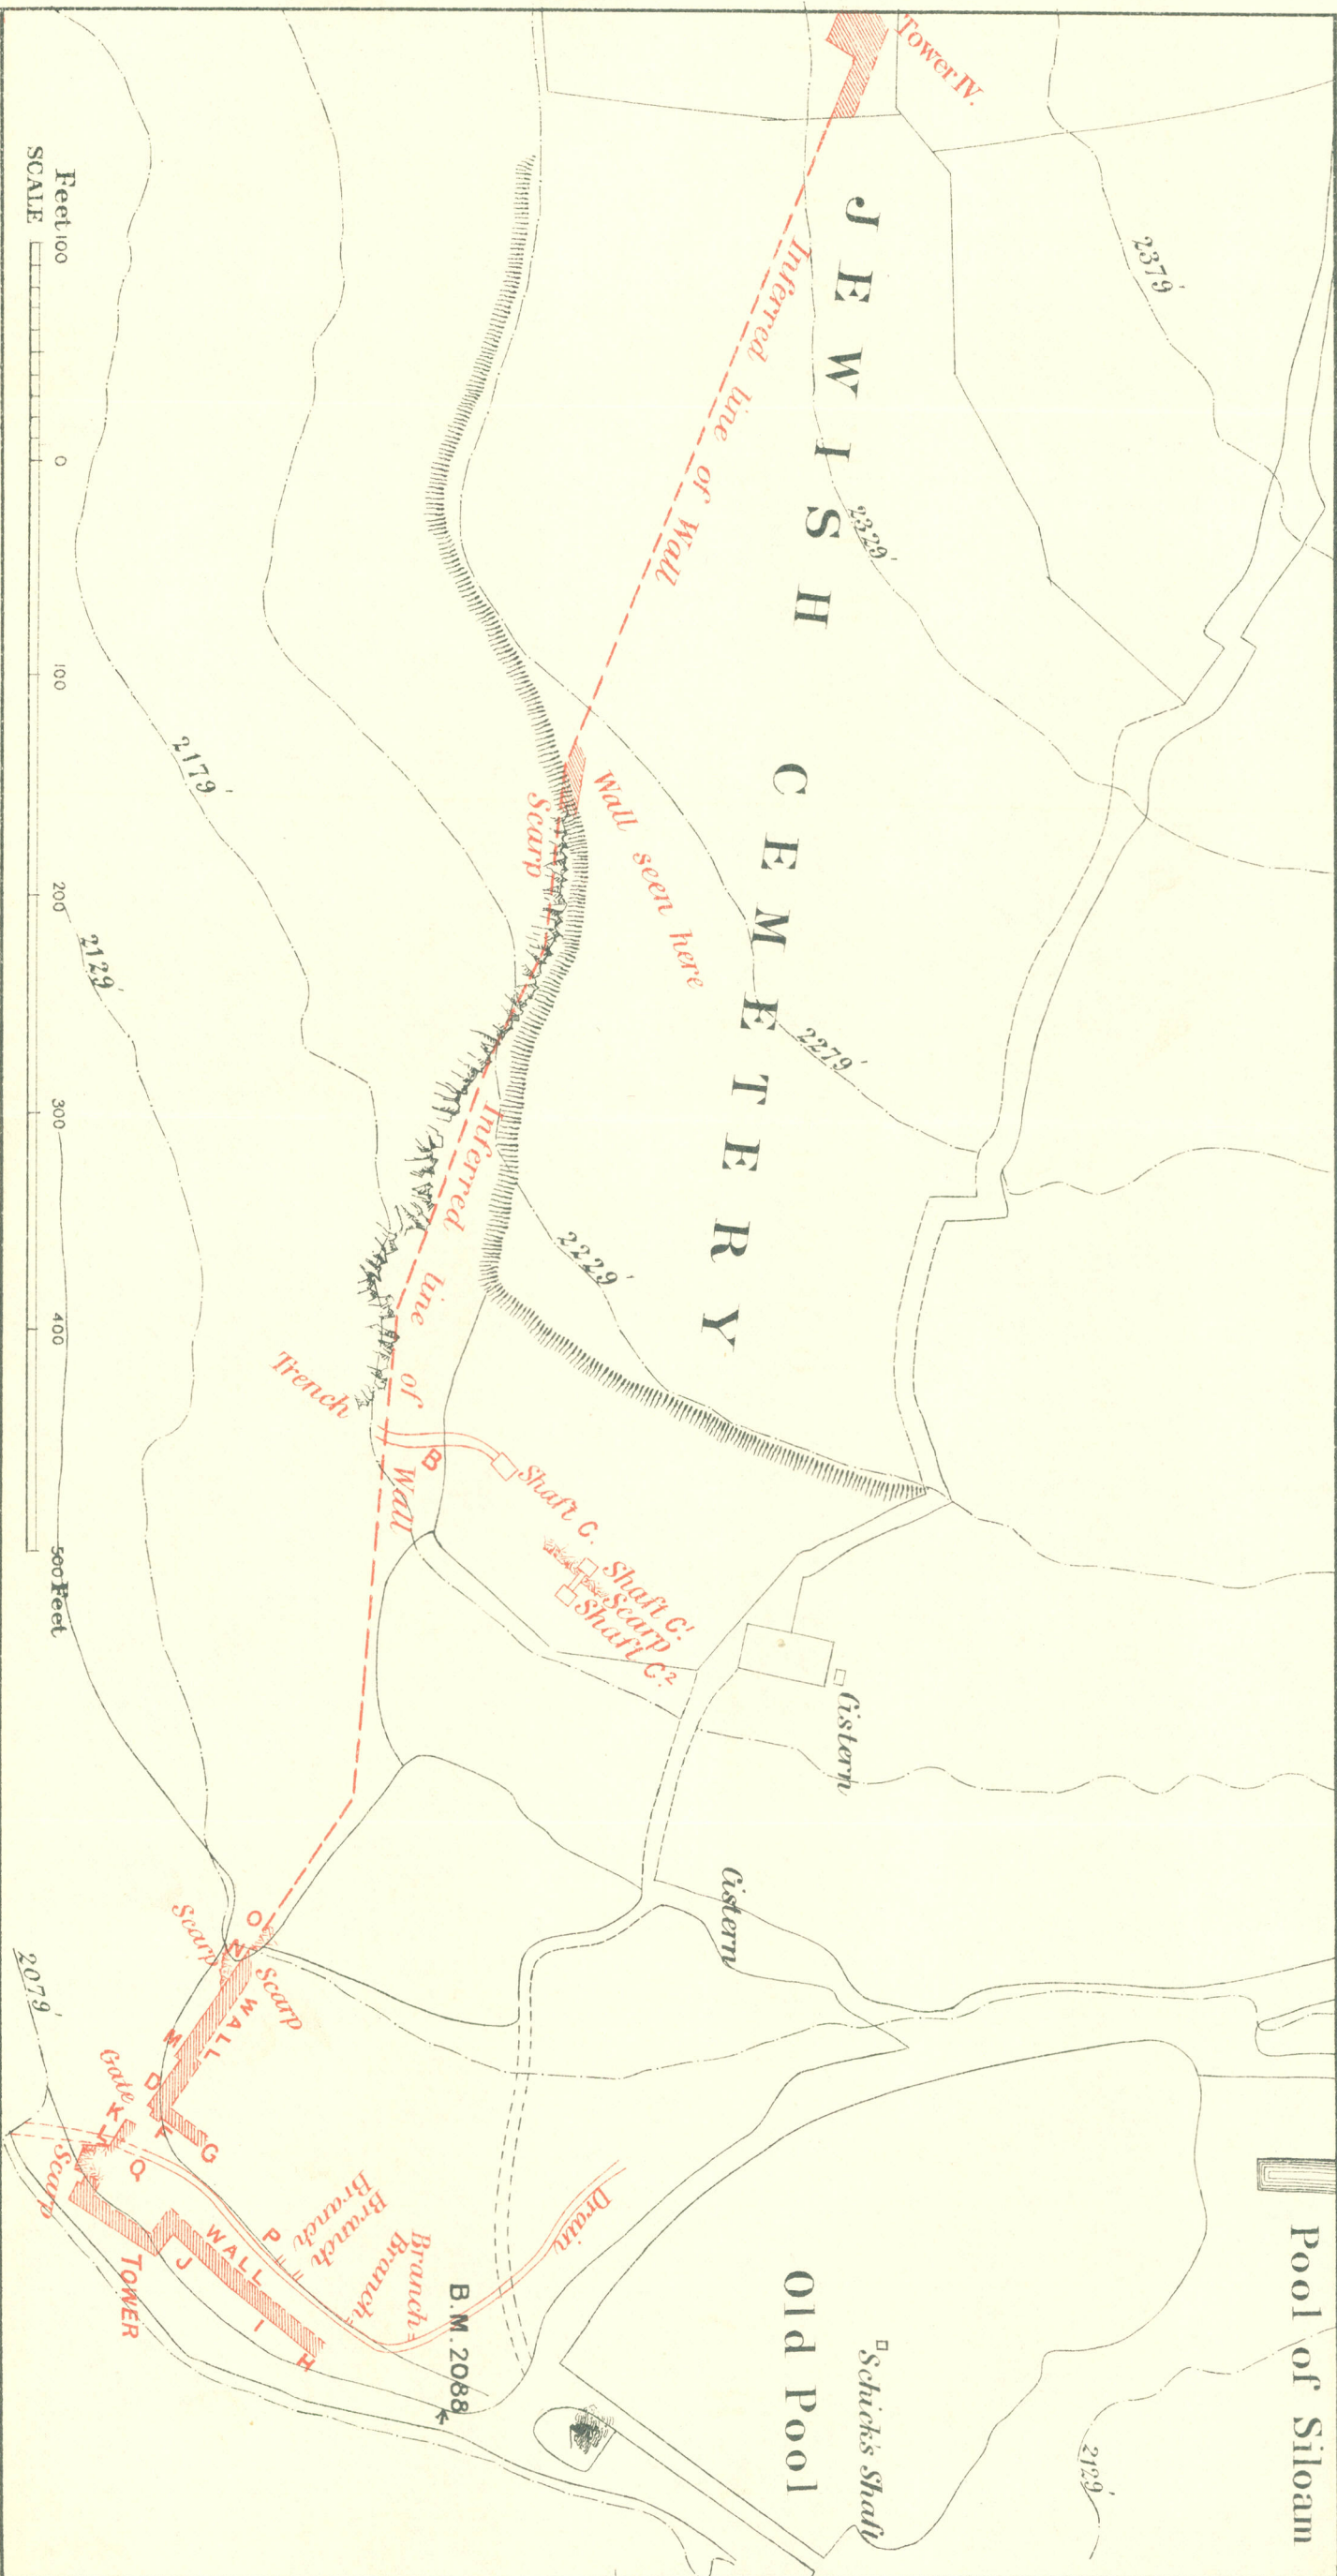 Tower IV.
JEWISH CEMETERY
2379'
2329'
2279'
2229'
2179'
2129'
2079'
2129'
Inferred line of Wall
Wall seen here
Scarp
Inferred line of Wall
Trench
B
Shaft C.
Shaft C.¹
Scarp
Shaft C.²
Cistern
Cistern
Pool of Siloam
Old Pool
Schick's Shaft
B.M. 2088
Drain
Branch
Branch
Branch
Branch
O
N
Scarp
Scarp
WALL
M
D
F
G
Gate
K
L
Q
Scarp
P
WALL
J
I
H
TOWER
Feet 100 0 100 200 300 400 500 Feet
SCALE